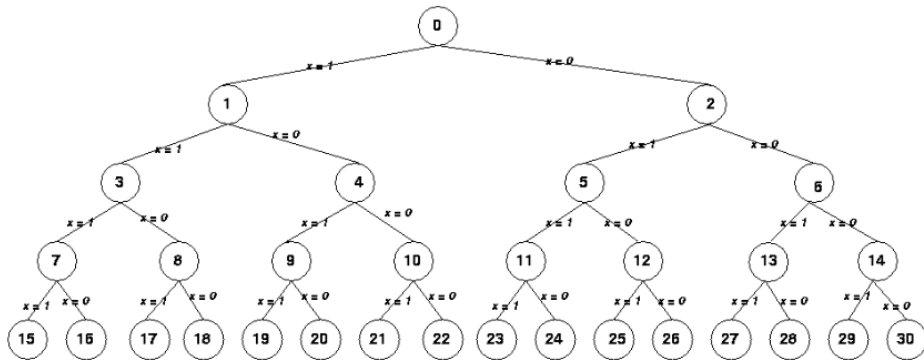 0
x = 1 x = 0
1 2
x = 0 x = 1 x = 0
x = 1
3 4 5 6
x = 1 x = 0 x = 1 x = 0 x = 1 x = 0 x = 1 x = 0
7 8 9 10 11 12 13 14
x = 1 x = 0 x = 1 x = 0 x = 1 x = 0 x = 1 x = 0 x = 1 x = 0 x = 1 x = 0 x = 1 x = 0 x = 1 x = 0
15 16 17 18 19 20 21 22 23 24 25 26 27 28 29 30